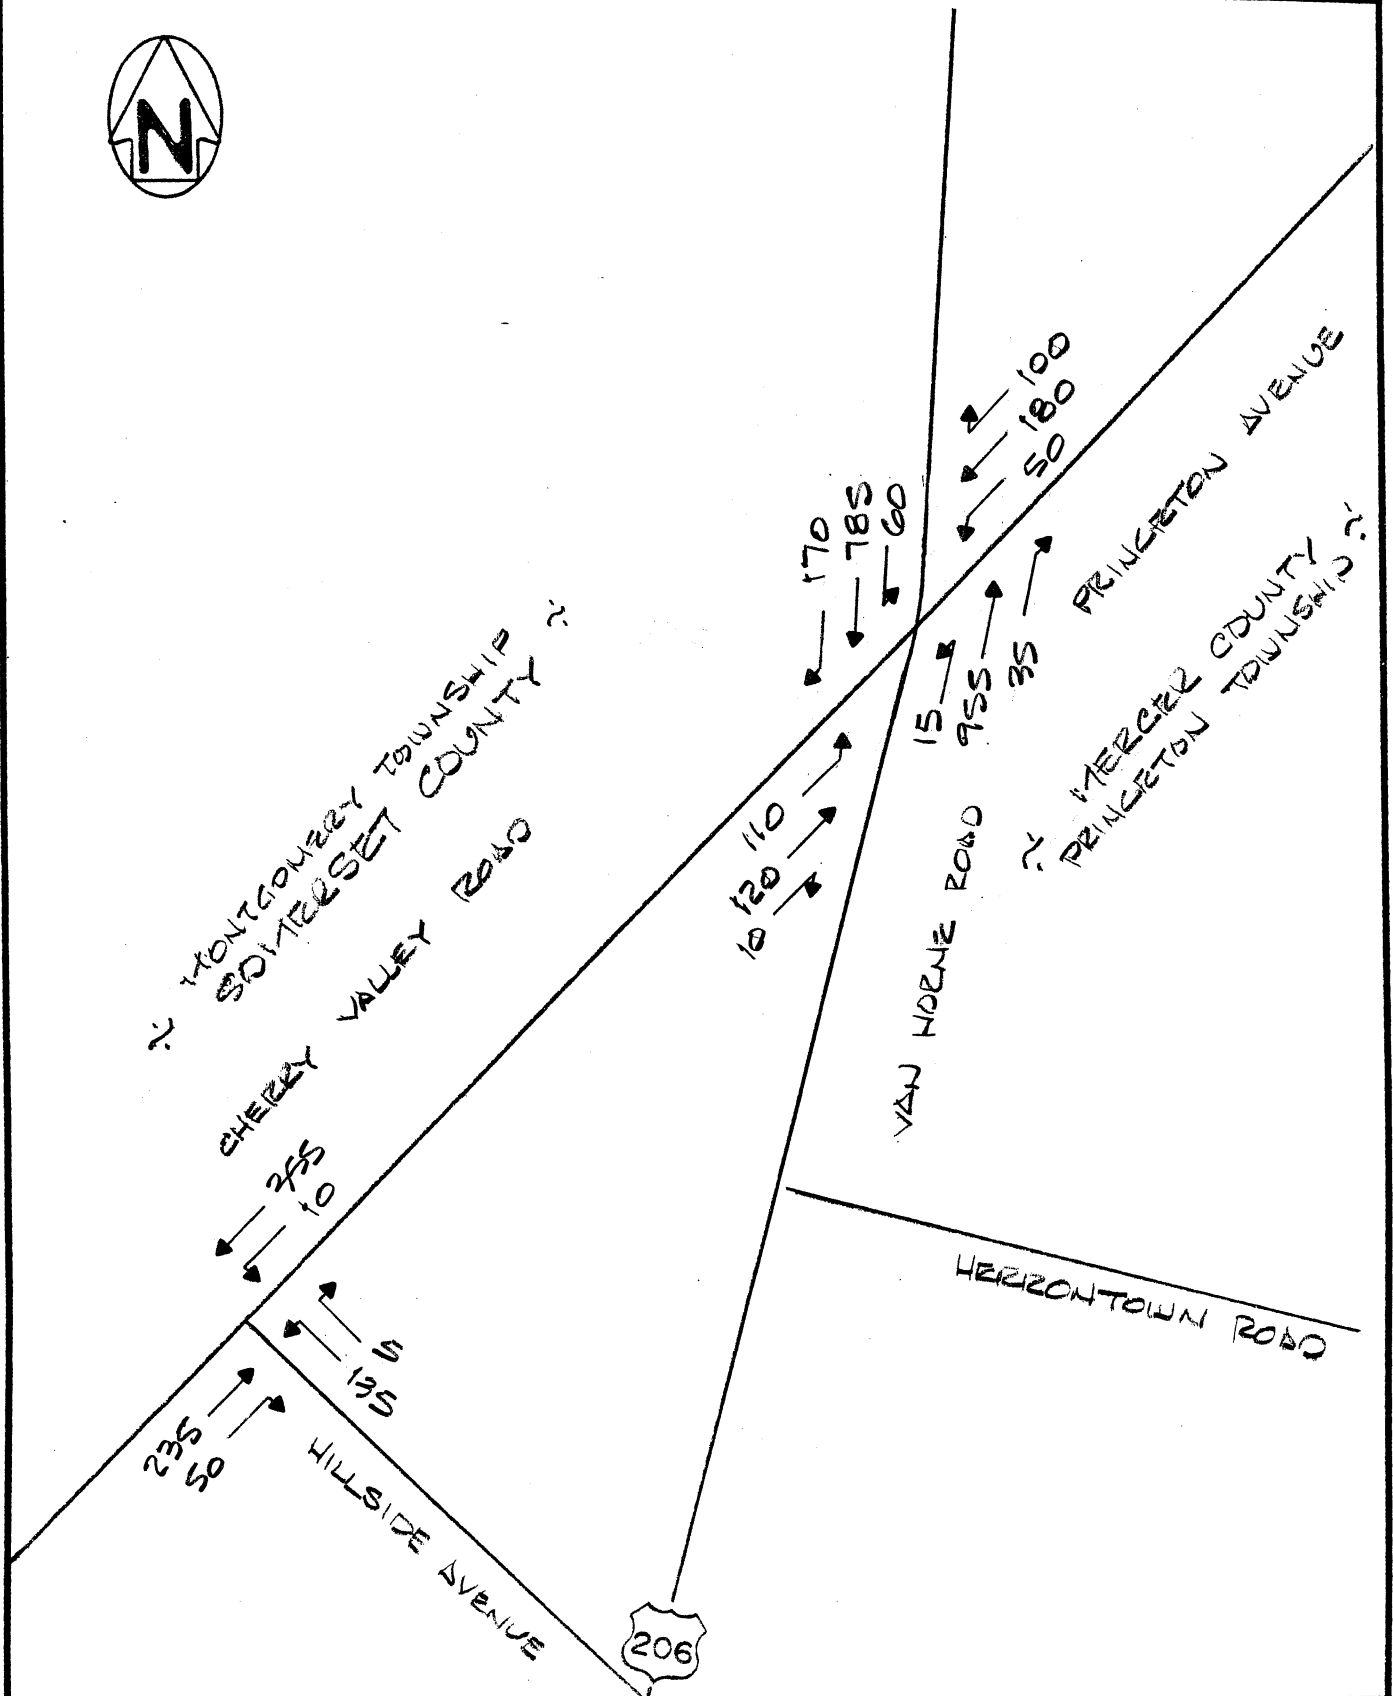 N
100
180
50
170
785
60
PRINCETON AVENUE
15
955
35
MERCER COUNTY
PRINCETON TOWNSHIP
MONTGOMERY TOWNSHIP
SOMERSET COUNTY
110
120
10
CHERRY VALLEY ROAD
VAN HORNE ROAD
255
10
HERRONTOWN ROAD
5
135
235
50
HILLSIDE AVENUE
206